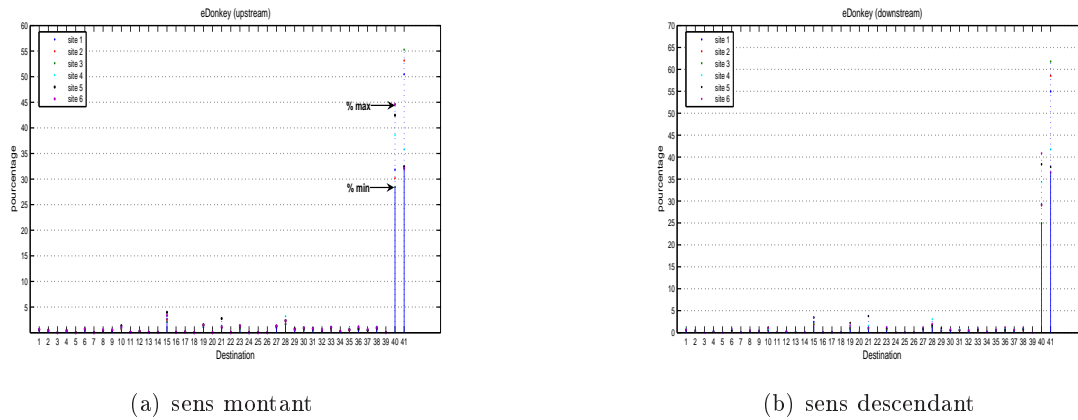 eDonkey (upstream)
60
55
50
45
40
35
30
25
20
15
10
5
pourcentage
site 1
site 2
site 3
site 4
site 5
site 6
% max
% min
1 2 3 4 5 6 7 8 9 10 11 12 13 14 15 16 17 18 19 20 21 22 23 24 25 26 27 28 29 30 31 32 33 34 35 36 37 38 39 40 41
Destination
(a) sens montant
eDonkey (downstream)
70
65
60
55
50
45
40
35
30
25
20
15
10
5
0
pourcentage
site 1
site 2
site 3
site 4
site 5
site 6
1 2 3 4 5 6 7 8 9 10 11 12 13 14 15 16 17 18 19 20 21 22 23 24 25 26 27 28 29 30 31 32 33 34 35 36 37 38 39 40 41
Destination
(b) sens descendant